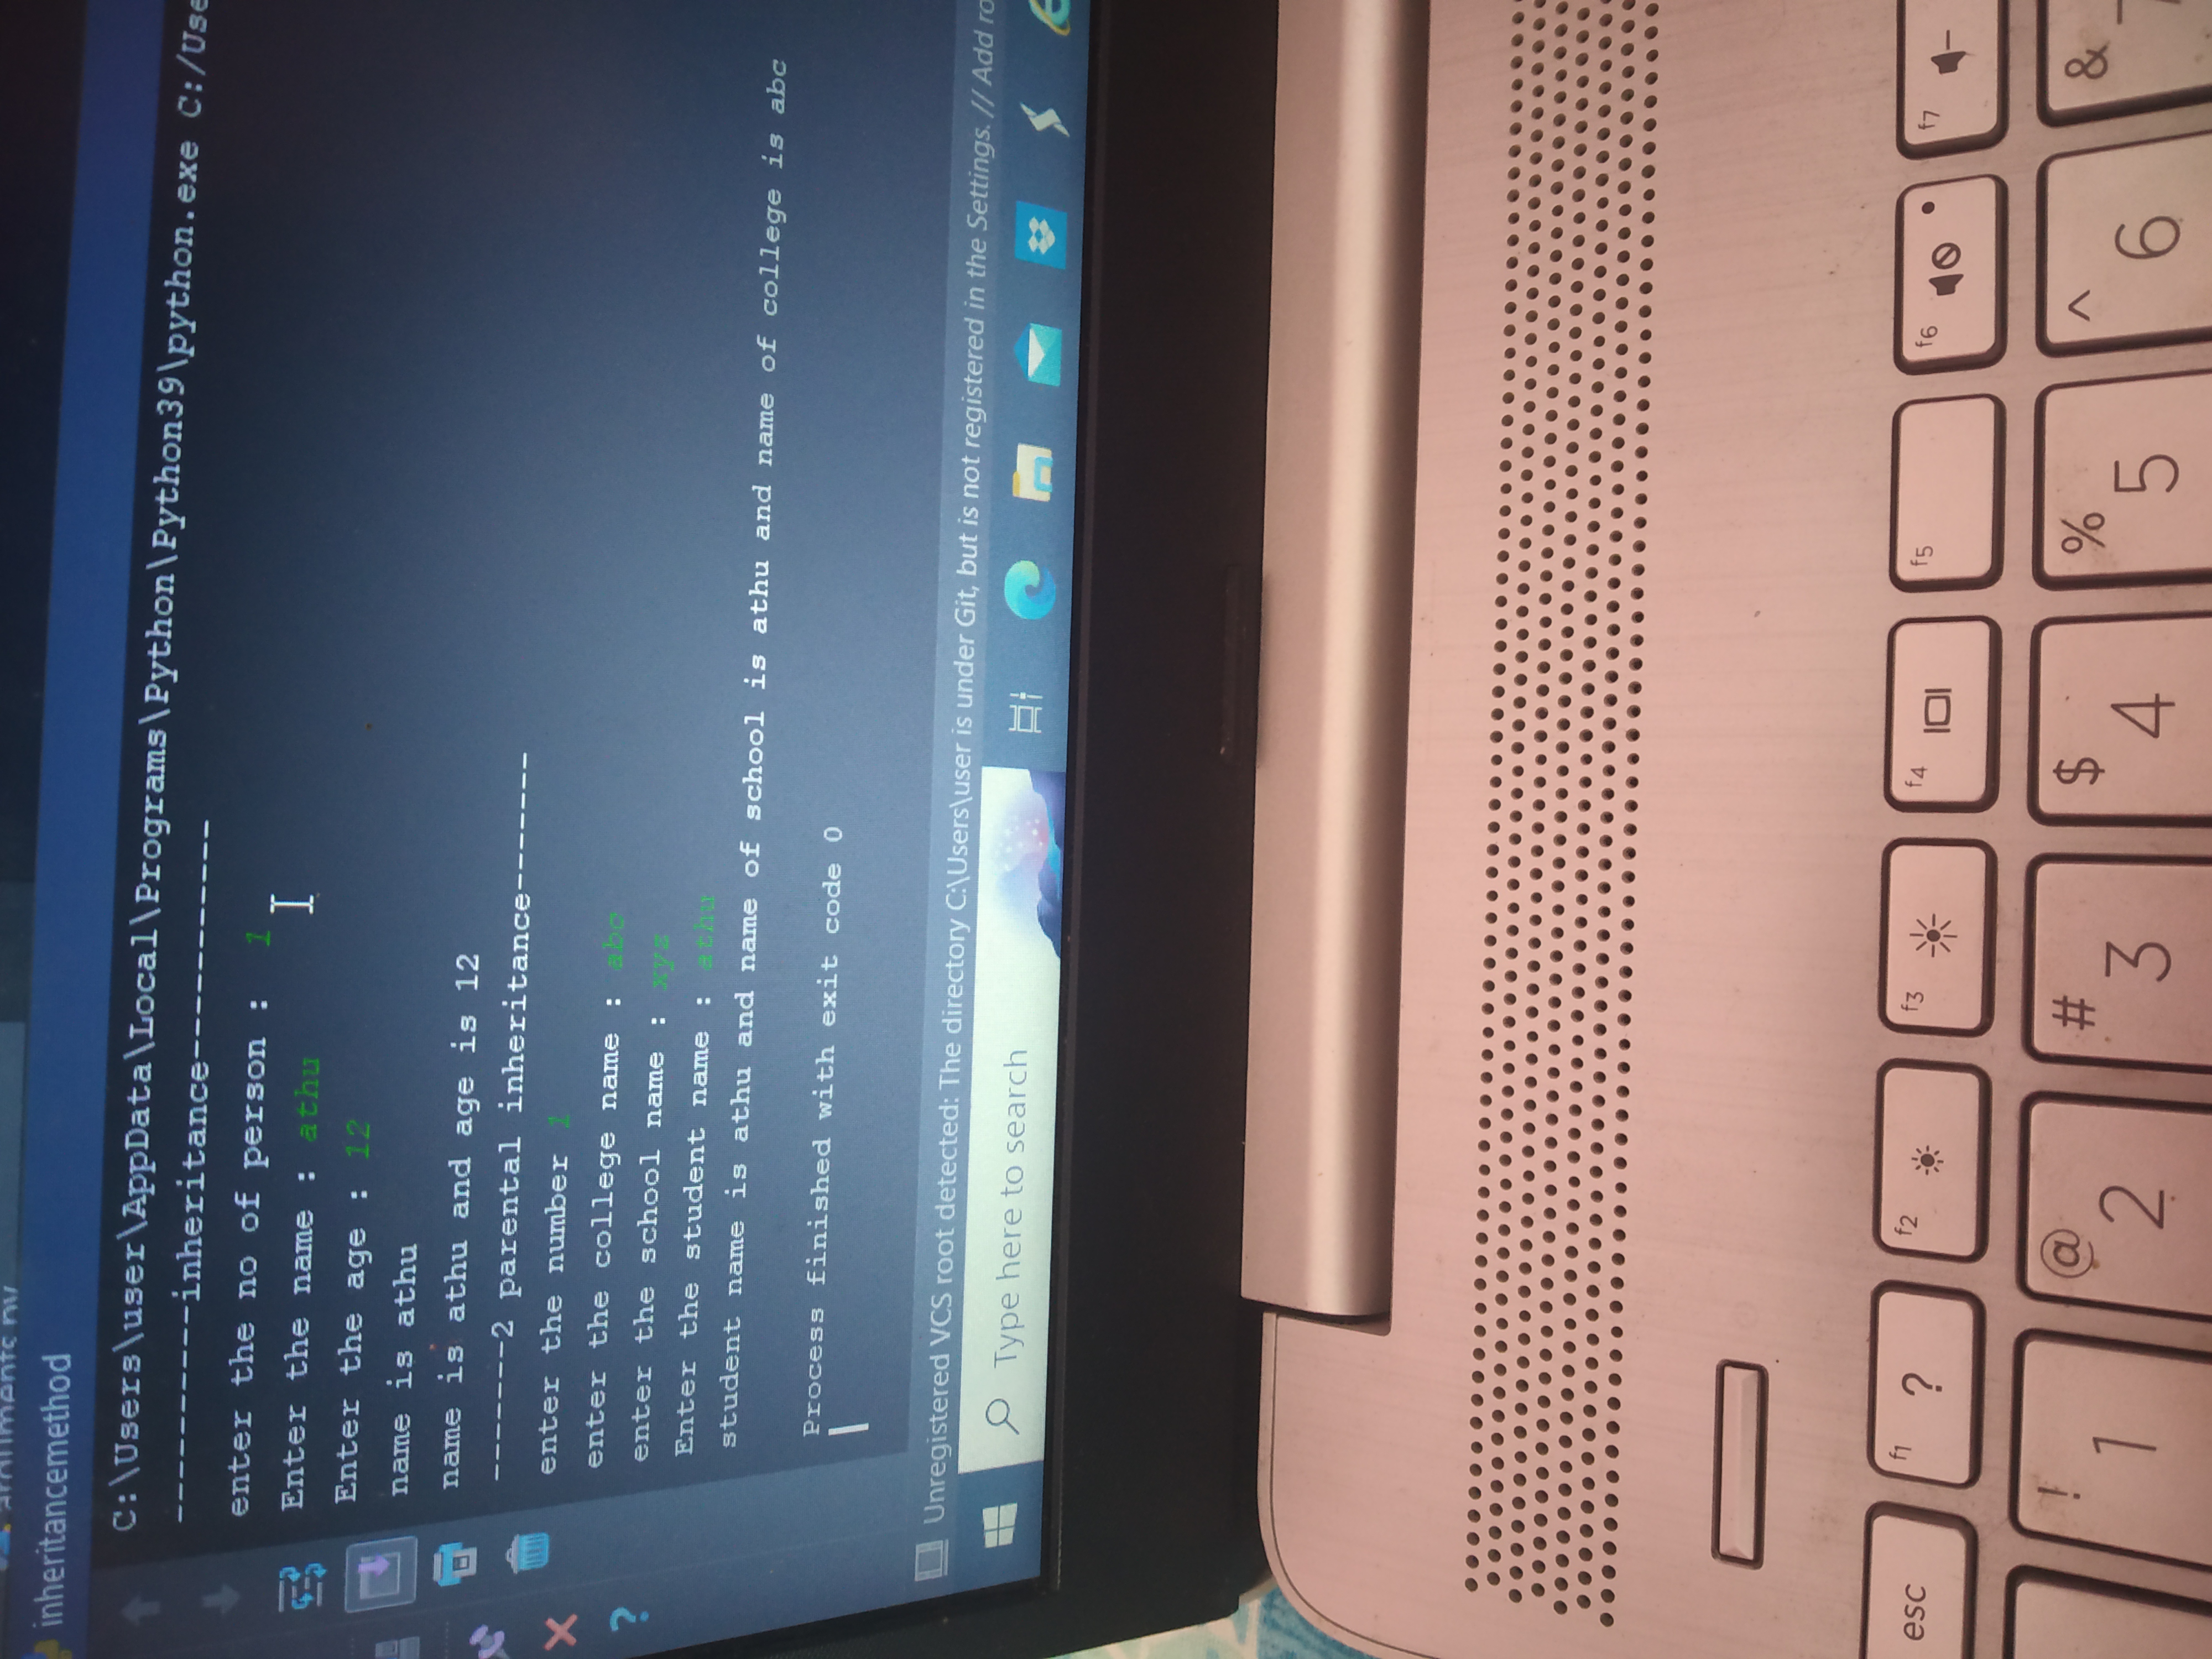 arguments.py
inheritancemethod
C:\Users\user\AppData\Local\Programs\Python\Python39\python.exe C:/Use
----------inheritance-----------
enter the no of person :  1
Enter the name : athu
Enter the age : 12
name is athu
name is athu and age is 12
-------2 parental inheritance-------
enter the number 1
enter the college name : abc
enter the school name : xyz
Enter the student name : athu
student name is athu and name of school is athu and name of college is abc
Process finished with exit code 0
Unregistered VCS root detected: The directory C:\Users\user is under Git, but is not registered in the Settings. // Add ro
Type here to search
esc
f1 ?
f2
f3
f4
f5
f6
f7
! 1
@ 2
# 3
$ 4
% 5
^ 6
&